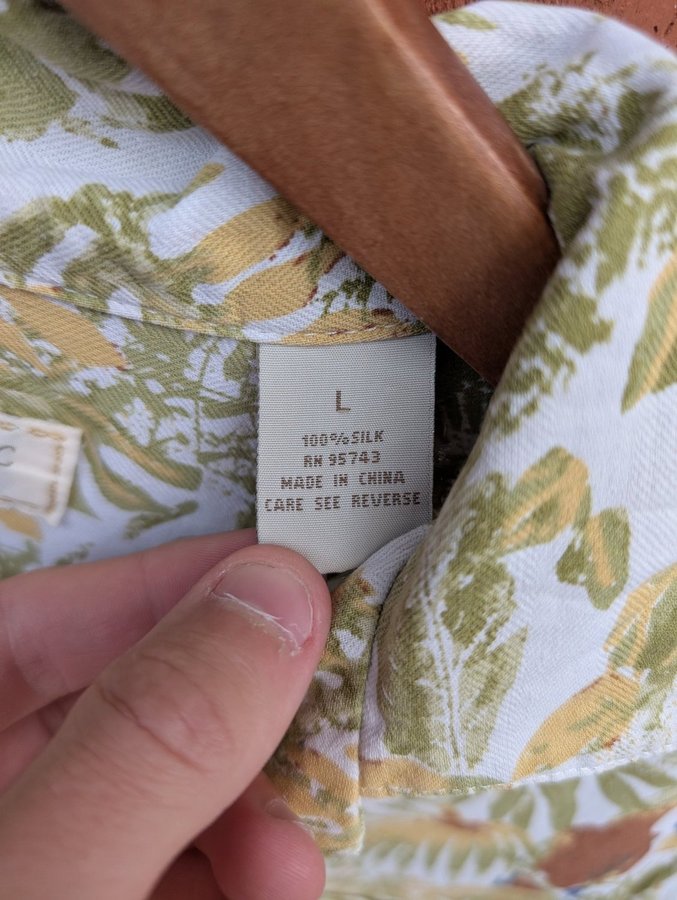 C
L
100% SILK
RN 95743
MADE IN CHINA
CARE SEE REVERSE